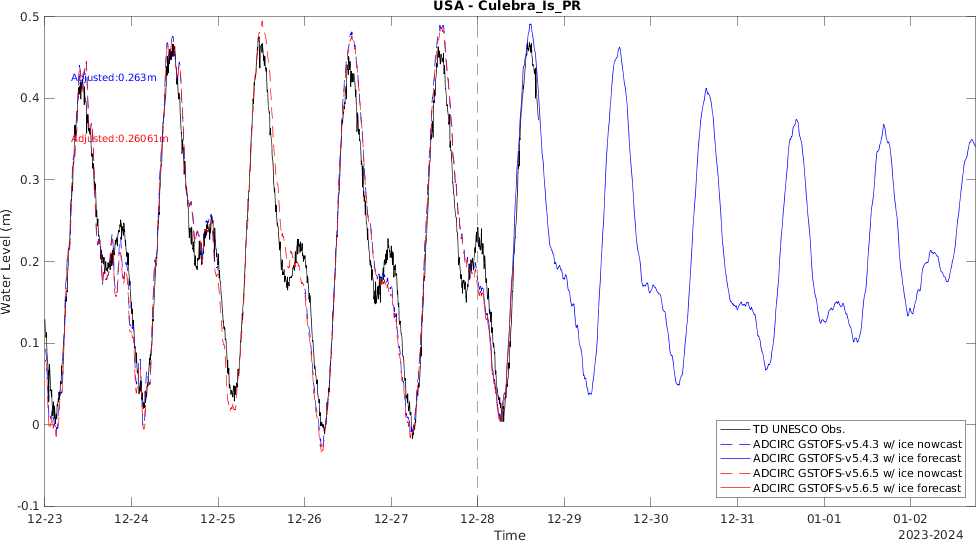 USA - Culebra_Is_PR
0.5
0.4
0.3
0.2
0.1
0
-0.1
Water Level (m)
Adjusted:0.263m
Adjusted:0.26061m
TD UNESCO Obs.
ADCIRC GSTOFS-v5.4.3 w/ ice nowcast
ADCIRC GSTOFS-v5.4.3 w/ ice forecast
ADCIRC GSTOFS-v5.6.5 w/ ice nowcast
ADCIRC GSTOFS-v5.6.5 w/ ice forecast
12-23 12-24 12-25 12-26 12-27 12-28 12-29 12-30 12-31 01-01 01-02
Time
2023-2024